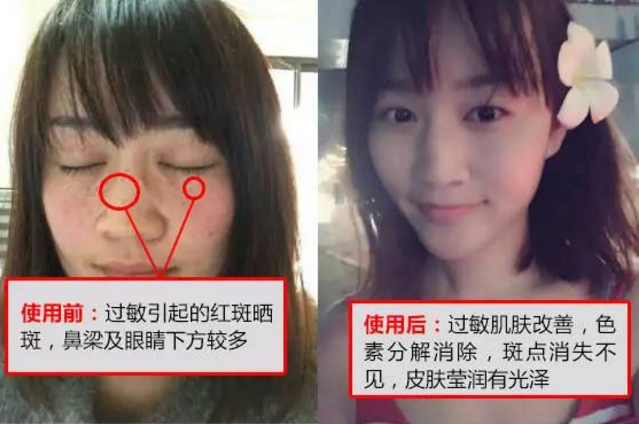 使用前：过敏引起的红斑晒
斑，鼻梁及眼睛下方较多
使用后：过敏肌肤改善，色
素分解消除，斑点消失不
见，皮肤莹润有光泽